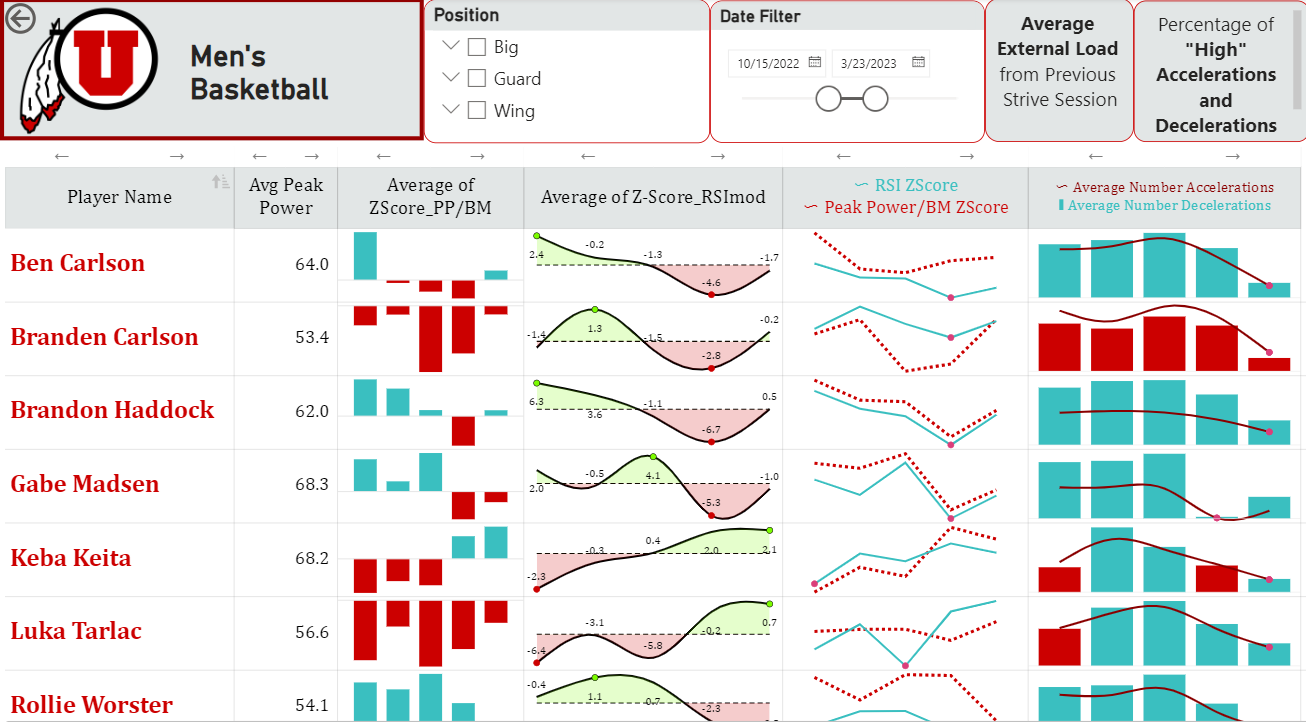 U
Men's
Basketball
Position
Big
Guard
Wing
Date Filter
10/15/2022
3/23/2023
Average
External Load
from Previous
Strive Session
Percentage of
"High"
Accelerations
and
Decelerations
← → ← → ← → ← → ← → ← →
Player Name
Avg Peak
Power
Average of
ZScore_PP/BM
Average of Z-Score_RSImod
RSI ZScore
Peak Power/BM ZScore
Average Number Accelerations
Average Number Decelerations
Ben Carlson 64.0 2.4 -0.2 -1.3 -4.6 -1.7
Branden Carlson 53.4 -1.4 1.3 -1.5 -2.8 -0.2
Brandon Haddock 62.0 6.3 3.6 -1.1 -6.7 0.5
Gabe Madsen 68.3 2.0 -0.5 4.1 -5.3 -1.0
Keba Keita 68.2 -2.3 -0.3 0.4 2.0 2.1
Luka Tarlac 56.6 -6.4 -3.1 -5.8 -0.2 0.7
Rollie Worster 54.1 -0.4 1.1 0.7 -2.3